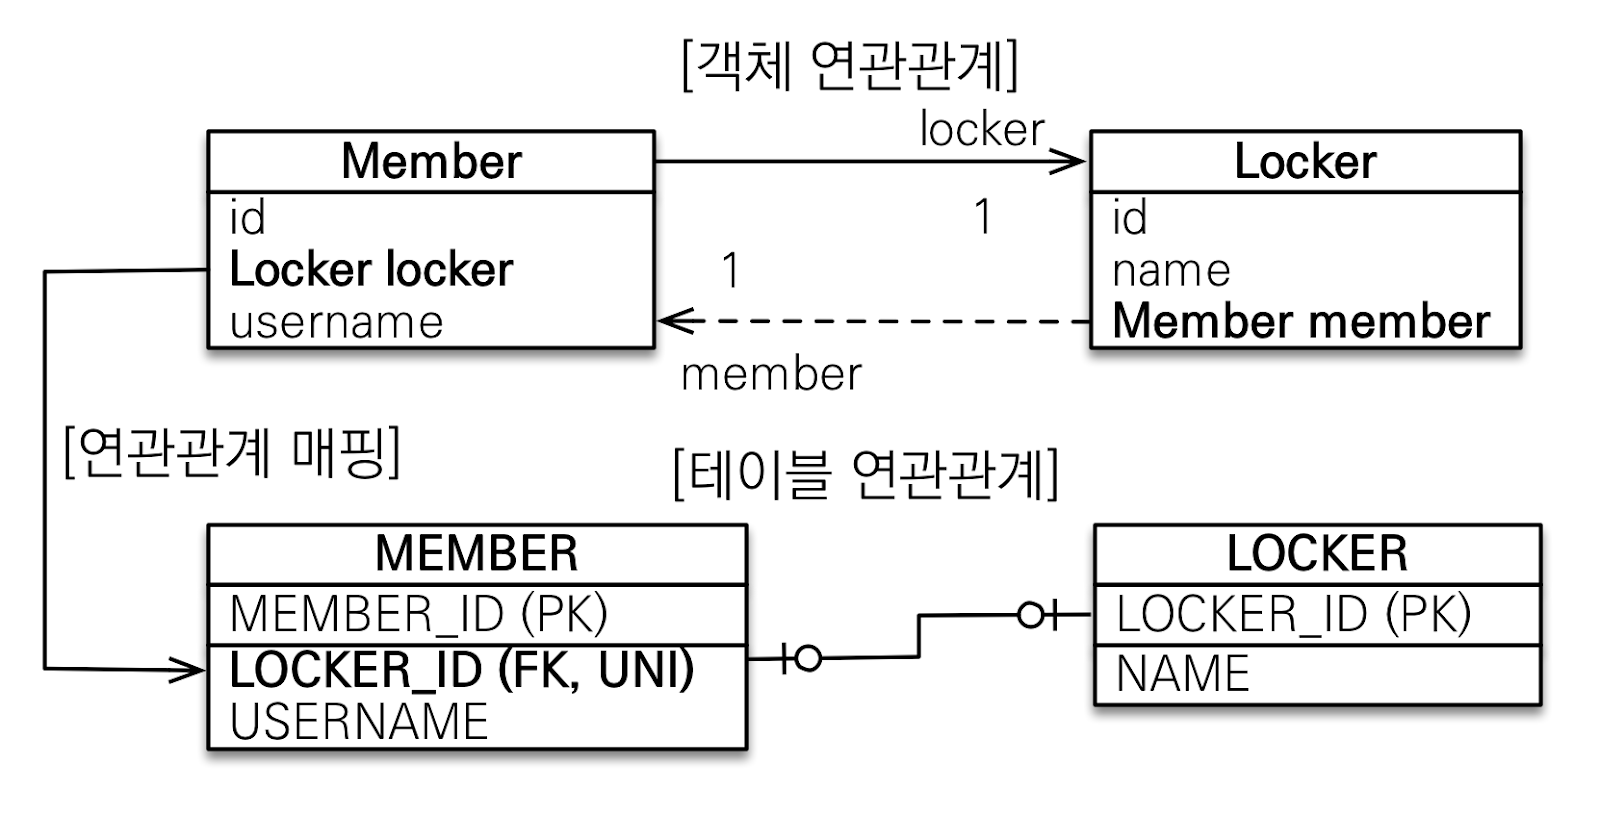 [객체 연관관계]
locker
Member
id
Locker locker
username
1
1
member
Locker
id
name
Member member
[연관관계 매핑]
[테이블 연관관계]
MEMBER
MEMBER_ID (PK)
LOCKER_ID (FK, UNI)
USERNAME
LOCKER
LOCKER_ID (PK)
NAME